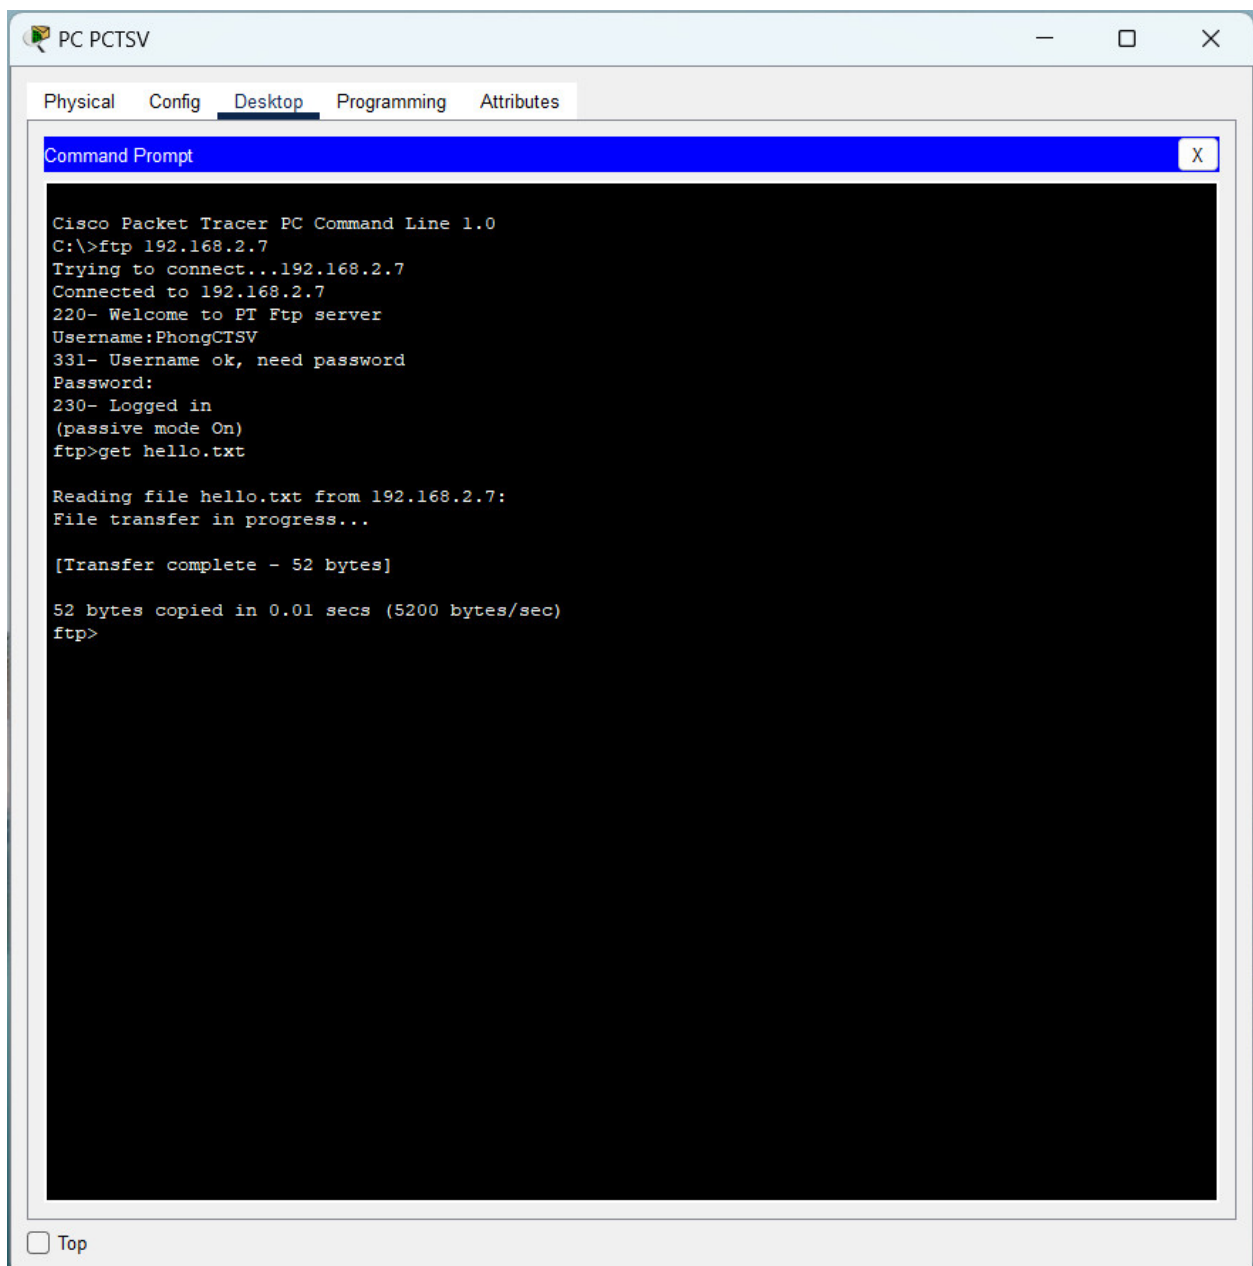 PC PCTSV
Physical Config Desktop Programming Attributes
Command Prompt X
Cisco Packet Tracer PC Command Line 1.0
C:\>ftp 192.168.2.7
Trying to connect...192.168.2.7
Connected to 192.168.2.7
220- Welcome to PT Ftp server
Username:PhongCTSV
331- Username ok, need password
Password:
230- Logged in
(passive mode On)
ftp>get hello.txt
Reading file hello.txt from 192.168.2.7:
File transfer in progress...
[Transfer complete - 52 bytes]
52 bytes copied in 0.01 secs (5200 bytes/sec)
ftp>
Top